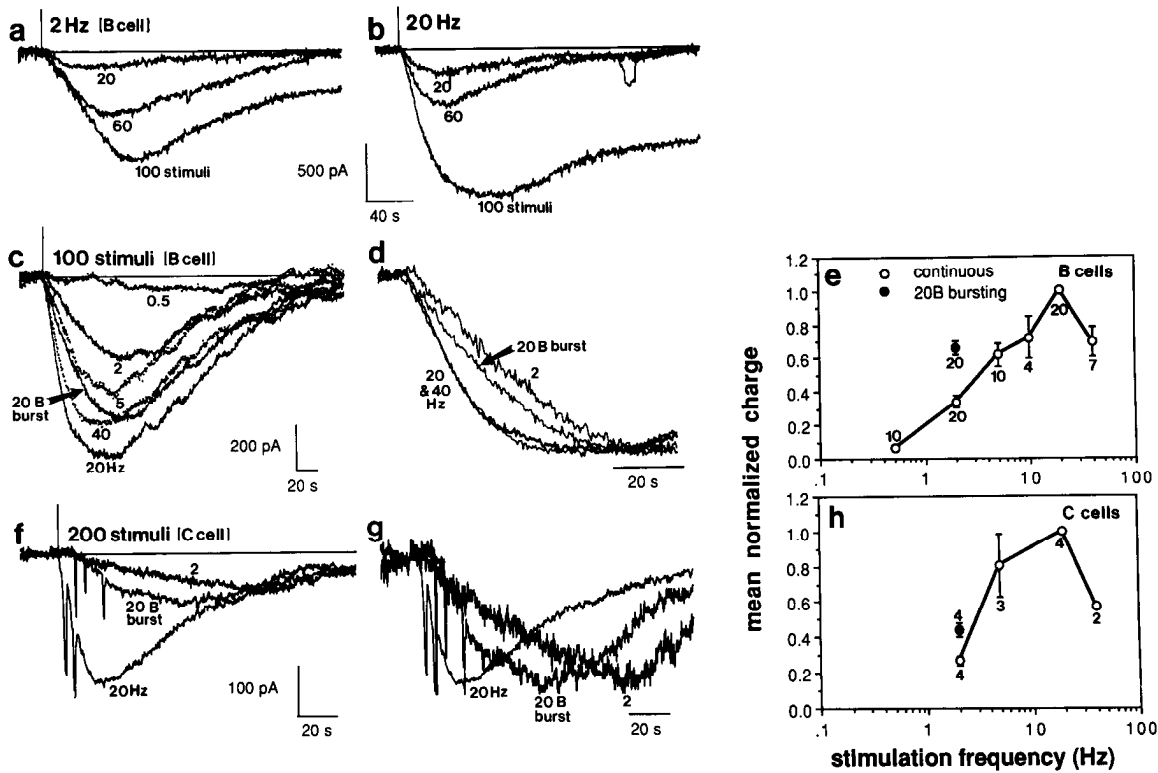 a
2 Hz [B cell]
20
60
100 stimuli
500 pA
40 s
b
20 Hz
20
60
100 stimuli
c
100 stimuli [B cell]
0.5
2
5
20 B
burst
40
20Hz
200 pA
20 s
d
20 B burst
2
20
& 40
Hz
20 s
e
B cells
continuous
20B bursting
1.2
1.0
0.8
0.6
0.4
0.2
0.0
10
20
20
10
4
20
7
.1
1
10
100
f
200 stimuli [C cell]
2
20 B
burst
20Hz
100 pA
20 s
g
20Hz
20 B
burst
2
20 s
h
C cells
1.2
1.0
0.8
0.6
0.4
0.2
0.0
4
4
3
4
2
.1
1
10
100
mean normalized charge
stimulation frequency (Hz)